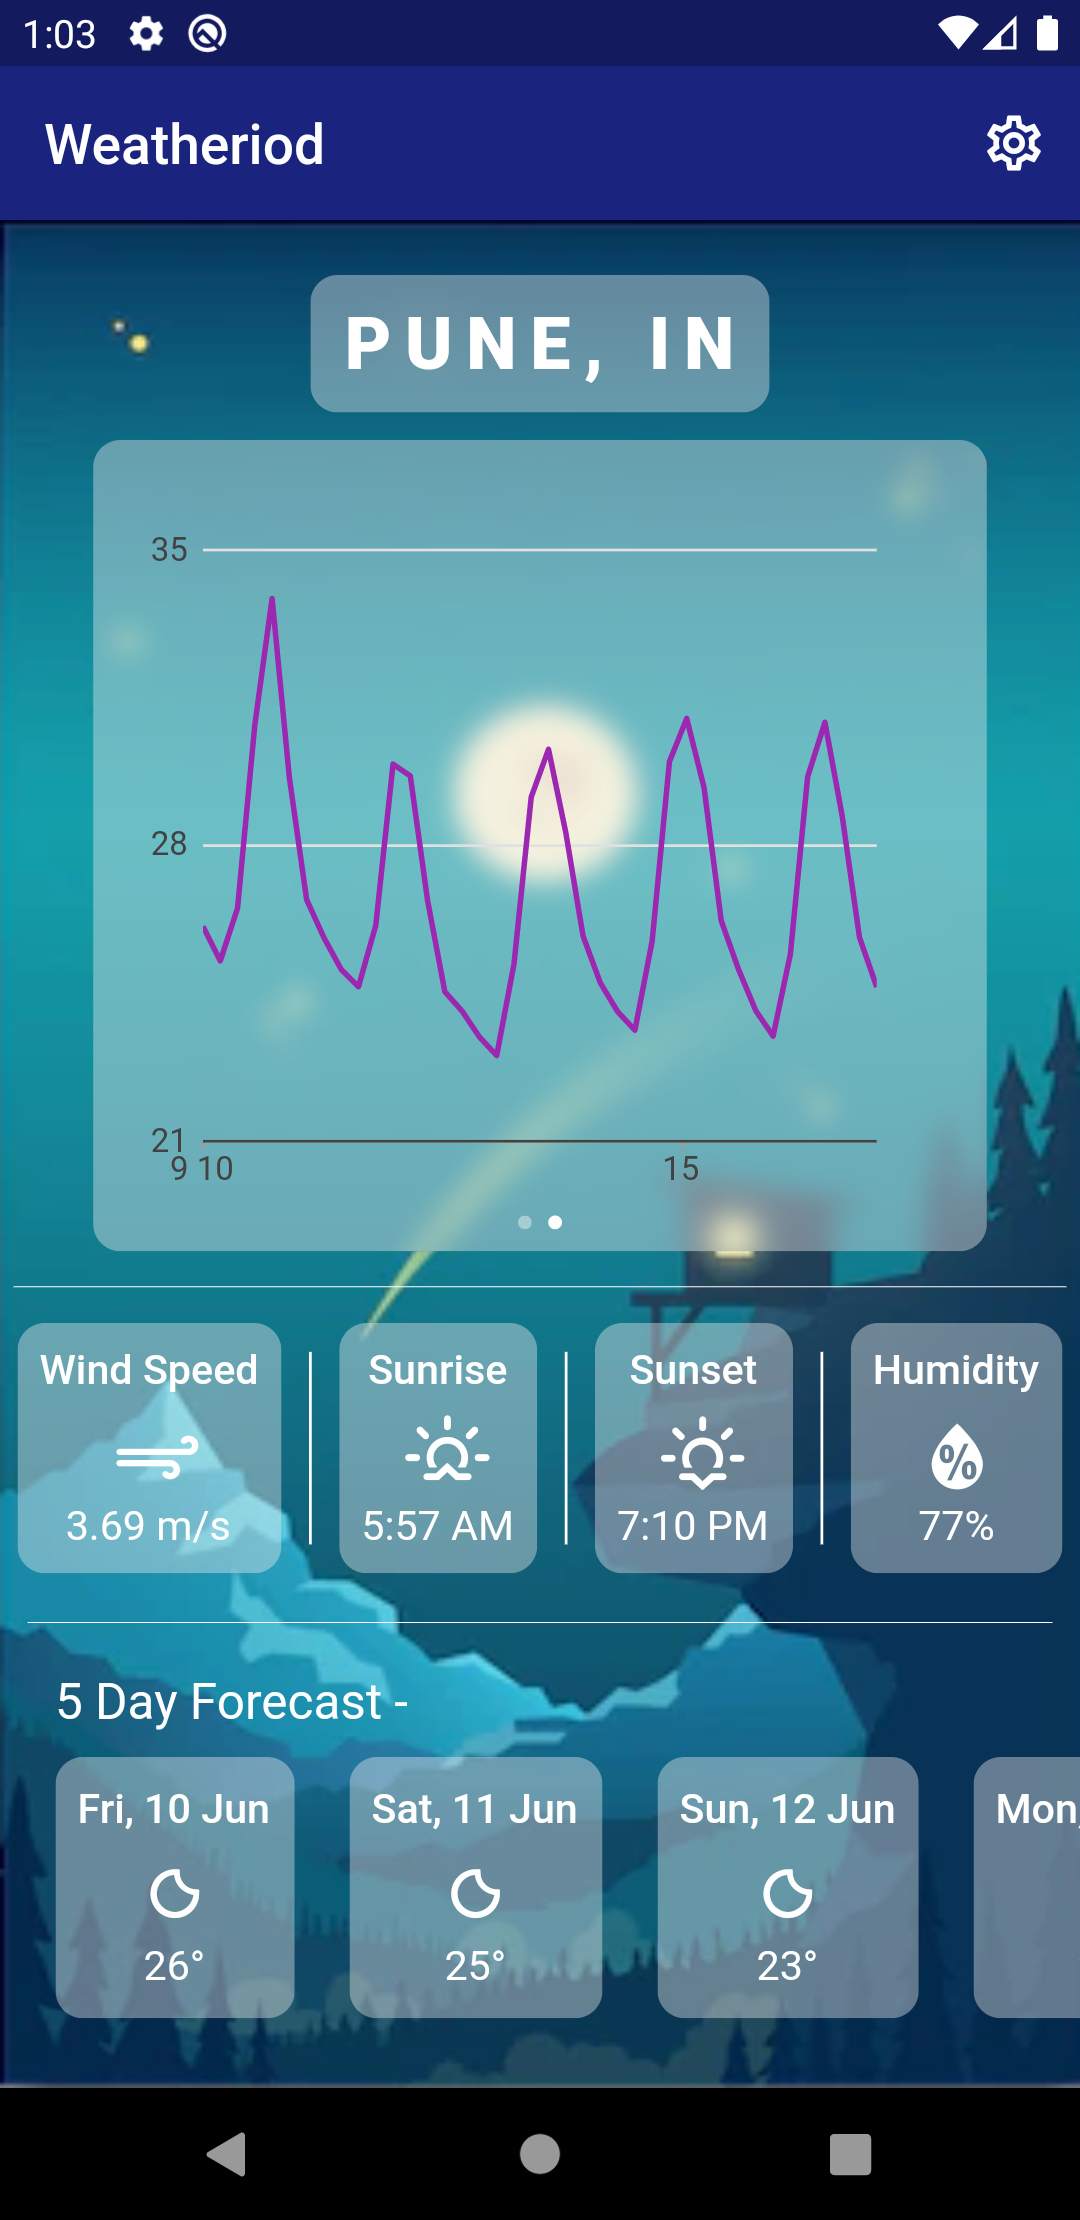 1:03
Weatheriod
PUNE, IN
35
28
21
9 10 15
Wind Speed Sunrise Sunset Humidity
%
3.69 m/s 5:57 AM 7:10 PM 77%
5 Day Forecast -
Fri, 10 Jun Sat, 11 Jun Sun, 12 Jun Mon,
26° 25° 23°